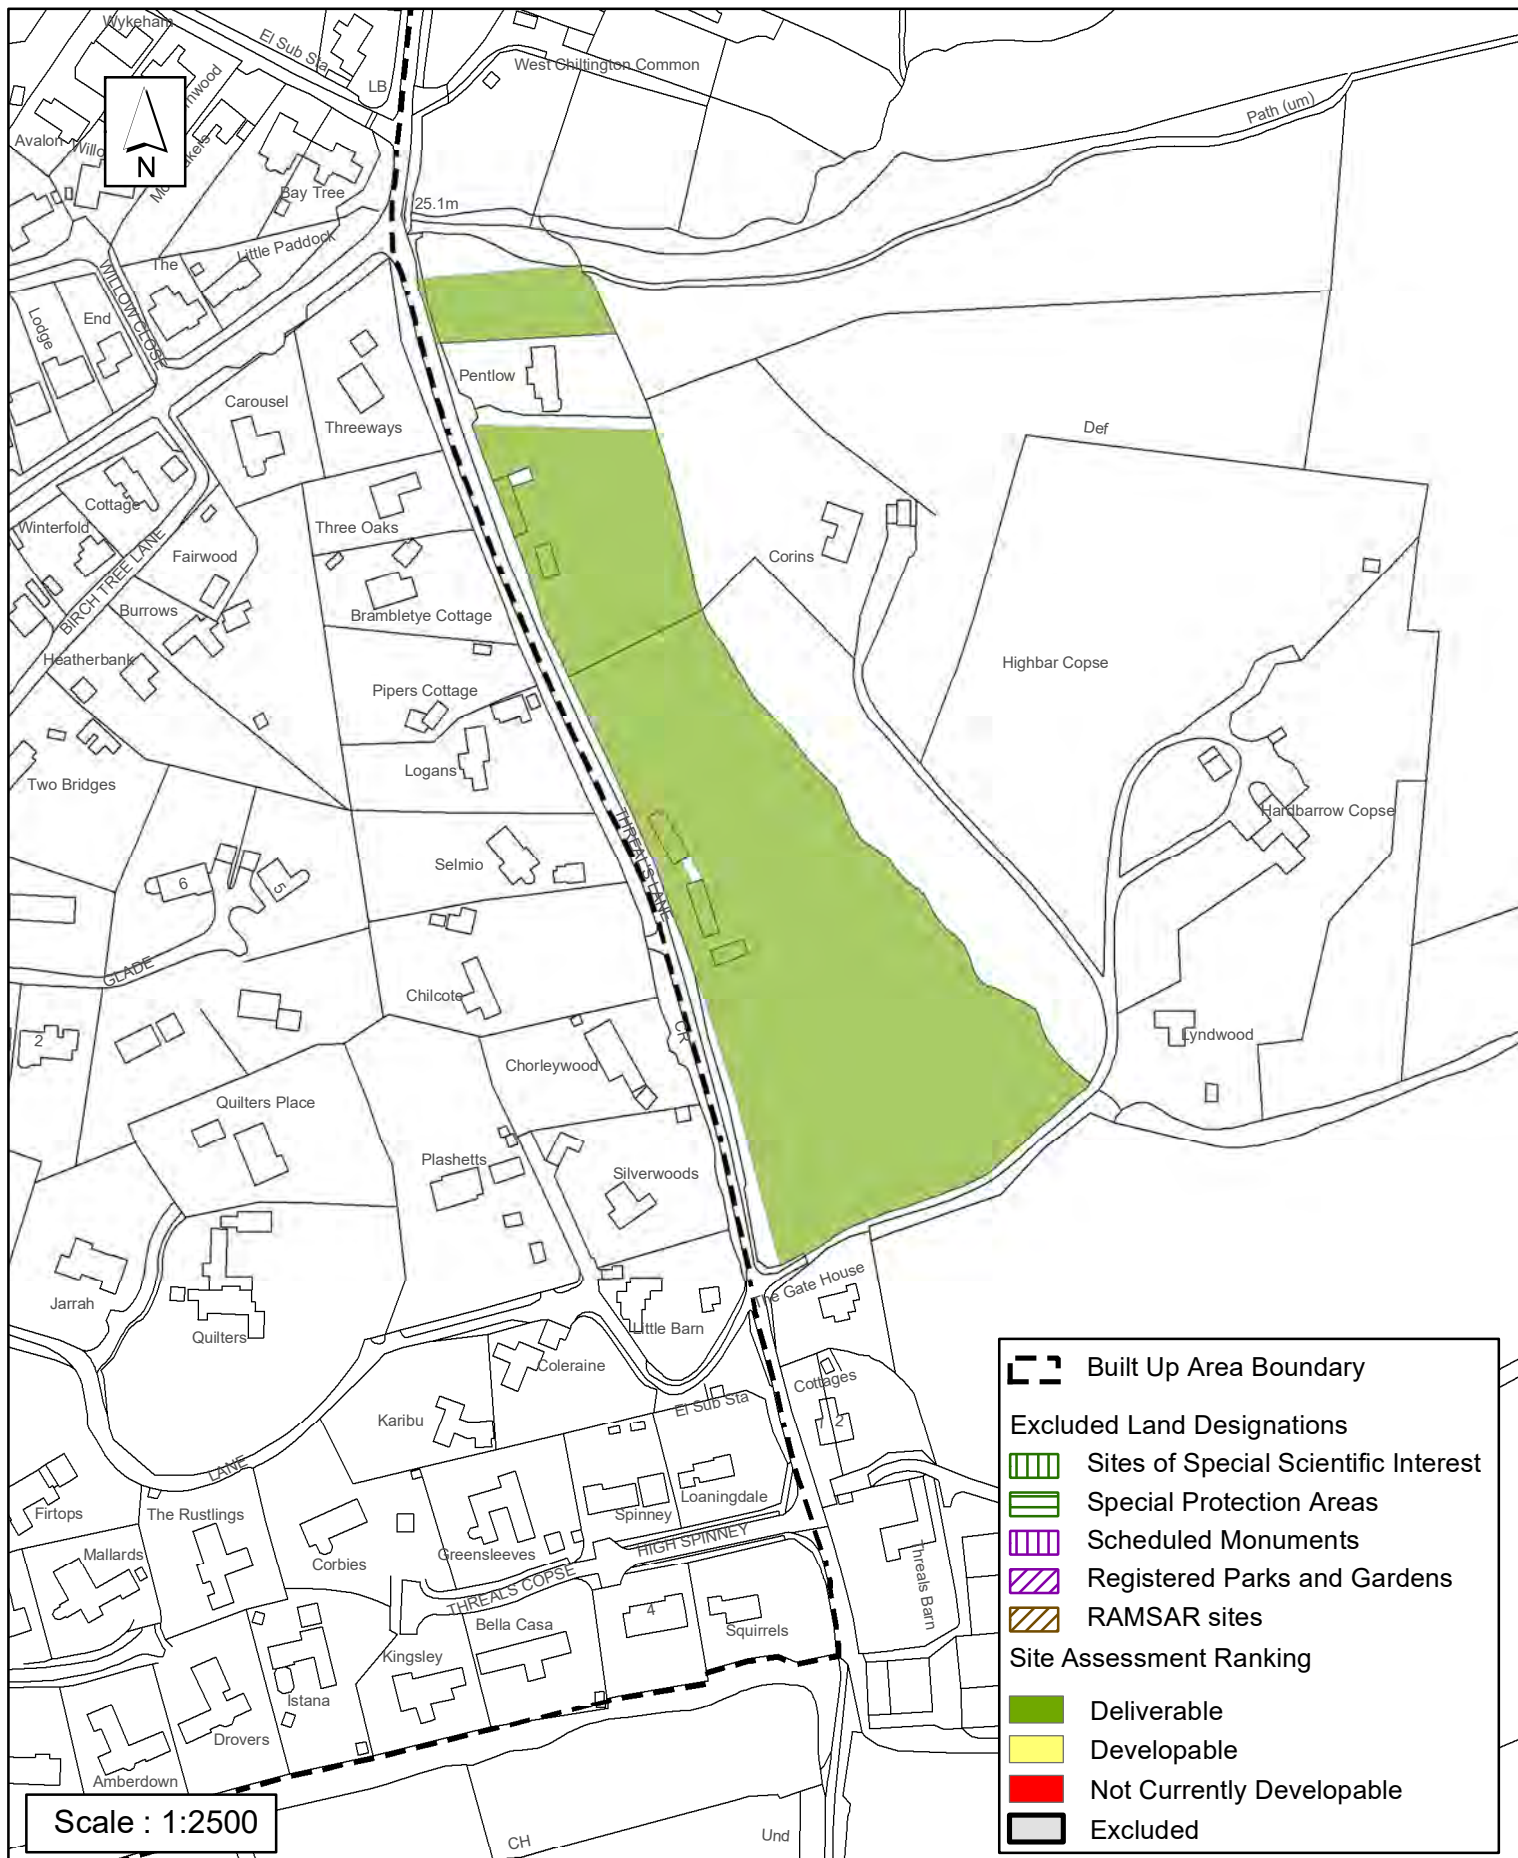 Wykeham
El Sub Sta
LB
West Chiltington Common
Path (um)
Avalon
N
Bay Tree
25.1m
Little Paddock
The
WILLOW CLOSE
Lodge
End
Pentlow
Carousel
Threeways
Def
Cottage
Winterfold
Three Oaks
Fairwood
BIRCH TREE LANE
Corins
Burrows
Brambletye Cottage
Heatherbank
Highbar Copse
Pipers Cottage
Logans
Two Bridges
THREAL'S LANE
Hardbarrow Copse
Selmio
6
5
GLADE
Chilcote
CR
2
Lyndwood
Chorleywood
Quilters Place
Plashetts
Silverwoods
The Gate House
Jarrah
Quilters
Little Barn
Coleraine
Cottages
El Sub Sta
Karibu
1 2
LANE
Loaningdale
Firtops
The Rustlings
Spinney
HIGH SPINNEY
Mallards
Corbies
Greensleeves
THREALS COPSE
Threals Barn
4
Bella Casa
Squirrels
Kingsley
Istana
Drovers
Amberdown
CH
Und
Scale : 1:2500
Built Up Area Boundary
Excluded Land Designations
Sites of Special Scientific Interest
Special Protection Areas
Scheduled Monuments
Registered Parks and Gardens
RAMSAR sites
Site Assessment Ranking
Deliverable
Developable
Not Currently Developable
Excluded